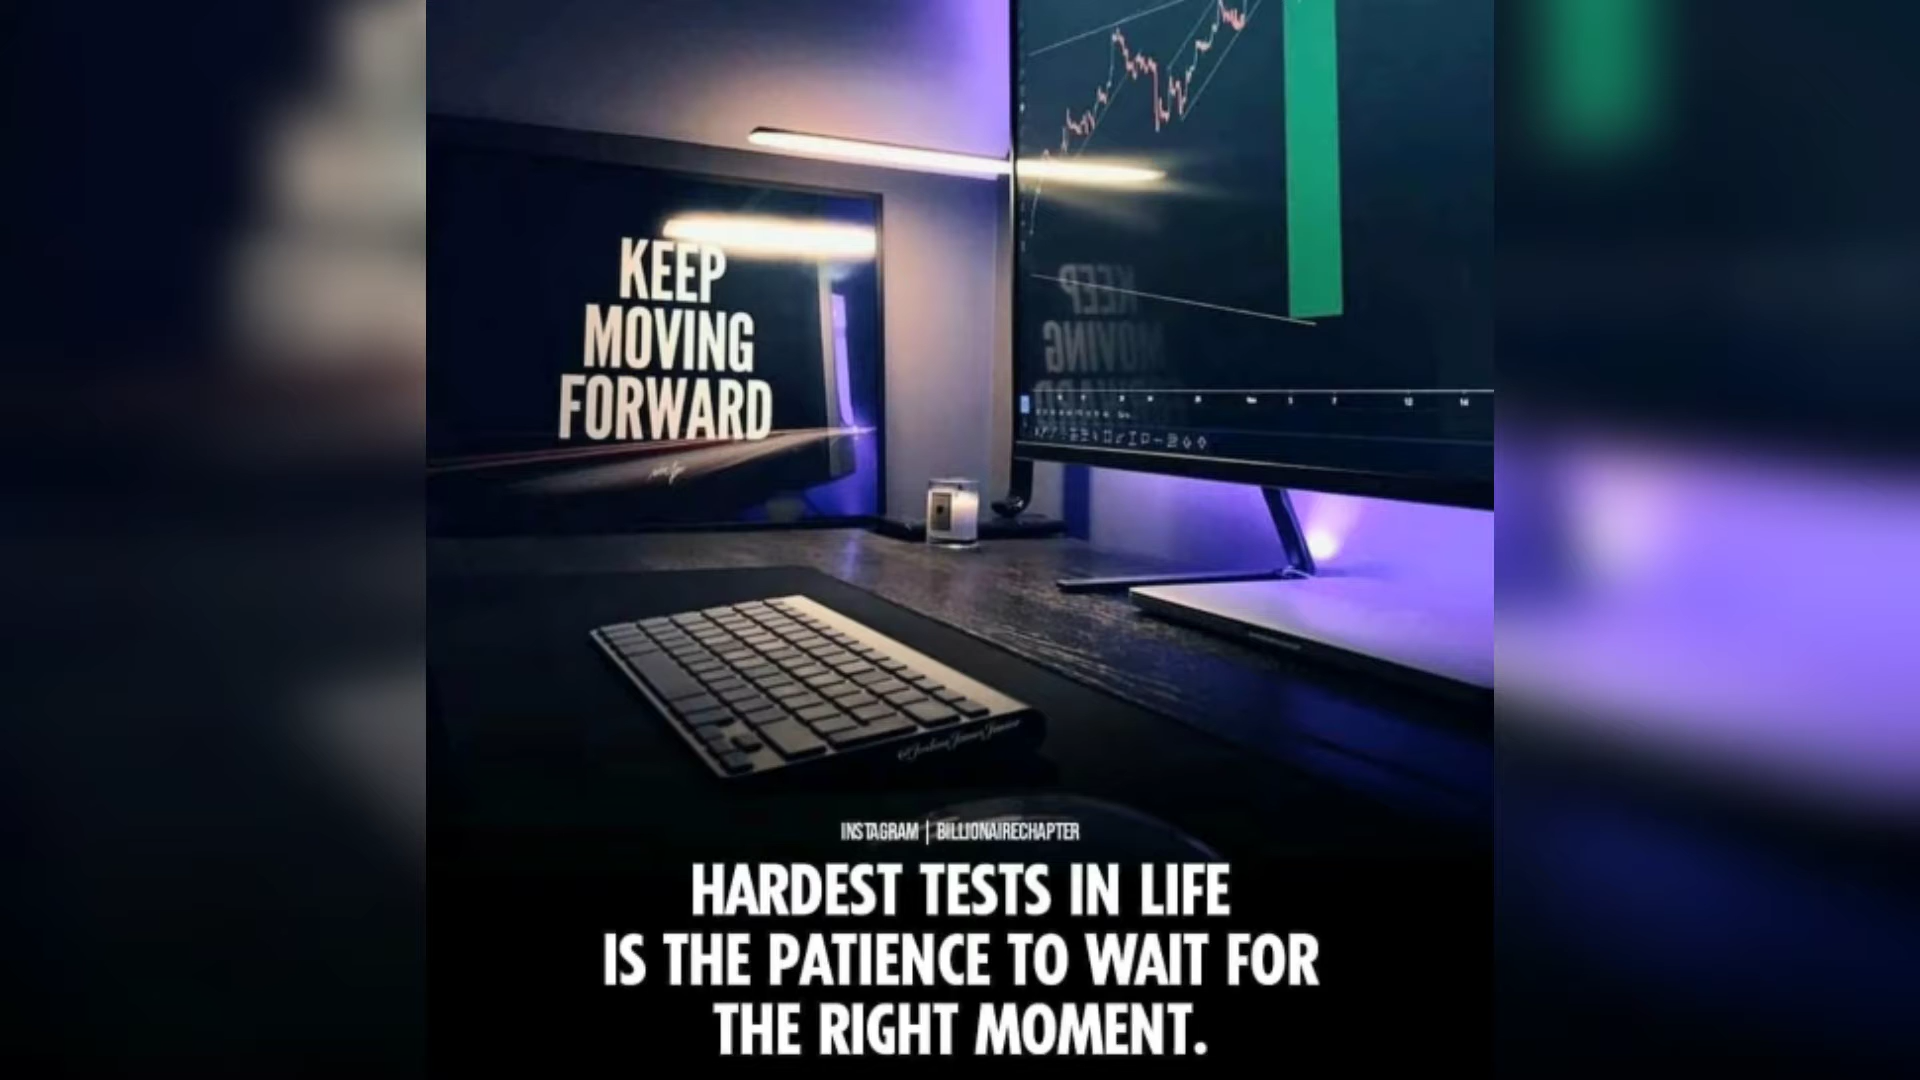 KEEP
MOVING
FORWARD
INSTAGRAM | BILLIONAIRECHAPTER
HARDEST TESTS IN LIFE
IS THE PATIENCE TO WAIT FOR
THE RIGHT MOMENT.